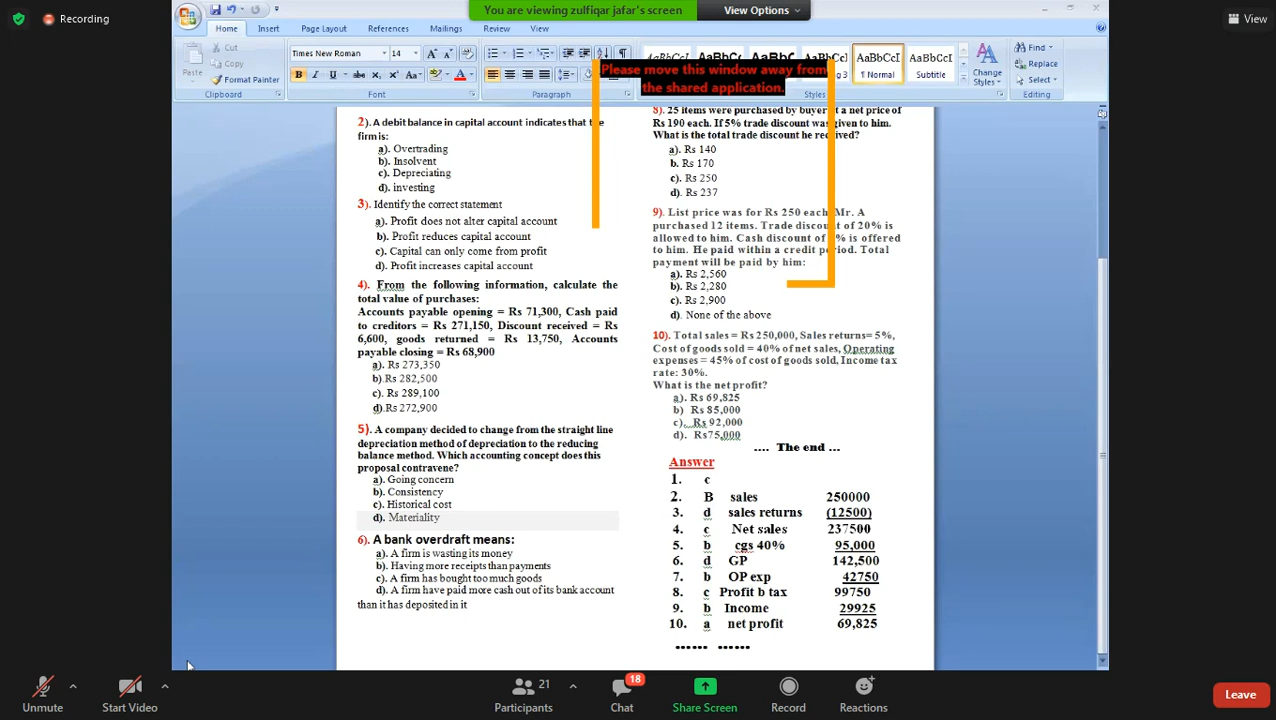 Recording
You are viewing zulfiqar jafar's screen
View Options
View
Home
Insert
Page Layout
References
Mailings
Review
View
Paste
Cut
Copy
Format Painter
Clipboard
Times New Roman
14
Font
Paragraph
AaBbCcI
AaBbCc
AaBbCc
AaBbCcI
AaBbCcI
AaBbCcI
1 Normal
Subtitle
Change
Styles
Styles
Find
Replace
Select
Editing
Please move this window away from
the shared application.
2). A debit balance in capital account indicates that the
firm is:
a). Overtrading
b). Insolvent
c). Depreciating
d). investing
3). Identify the correct statement
a). Profit does not alter capital account
b). Profit reduces capital account
c). Capital can only come from profit
d). Profit increases capital account
4). From the following information, calculate the
total value of purchases:
Accounts payable opening = Rs 71,300, Cash paid
to creditors = Rs 271,150, Discount received = Rs
6,600, goods returned = Rs 13,750, Accounts
payable closing = Rs 68,900
a). Rs 273,350
b).Rs 282,500
c). Rs 289,100
d).Rs 272,900
5). A company decided to change from the straight line
depreciation method of depreciation to the reducing
balance method. Which accounting concept does this
proposal contravene?
a). Going concern
b). Consistency
c). Historical cost
d). Materiality
6). A bank overdraft means:
a). A firm is wasting its money
b). Having more receipts than payments
c). A firm has bought too much goods
d). A firm have paid more cash out of its bank account
than it has deposited in it
8). 25 items were purchased by buyer at a net price of
Rs 190 each. If 5% trade discount was given to him.
What is the total trade discount he received?
a). Rs 140
b. Rs 170
c). Rs 250
d). Rs 237
9). List price was for Rs 250 each. Mr. A
purchased 12 items. Trade discount of 20% is
allowed to him. Cash discount of % is offered
to him. He paid within a credit period. Total
payment will be paid by him:
a). Rs 2,560
b). Rs 2,280
c). Rs 2,900
d). None of the above
10). Total sales = Rs 250,000, Sales returns= 5%,
Cost of goods sold = 40% of net sales, Operating
expenses = 45% of cost of goods sold, Income tax
rate: 30%.
What is the net profit?
a). Rs 69,825
b) Rs 85,000
c). Rs 92,000
d). Rs75,000
.... The end ...
Answer
1. c
2. B sales 250000
3. d sales returns (12500)
4. c Net sales 237500
5. b cgs 40% 95,000
6. d GP 142,500
7. b OP exp 42750
8. c Profit b tax 99750
9. b Income 29925
10. a net profit 69,825
...... ......
Unmute
Start Video
21
Participants
18
Chat
Share Screen
Record
Reactions
Leave